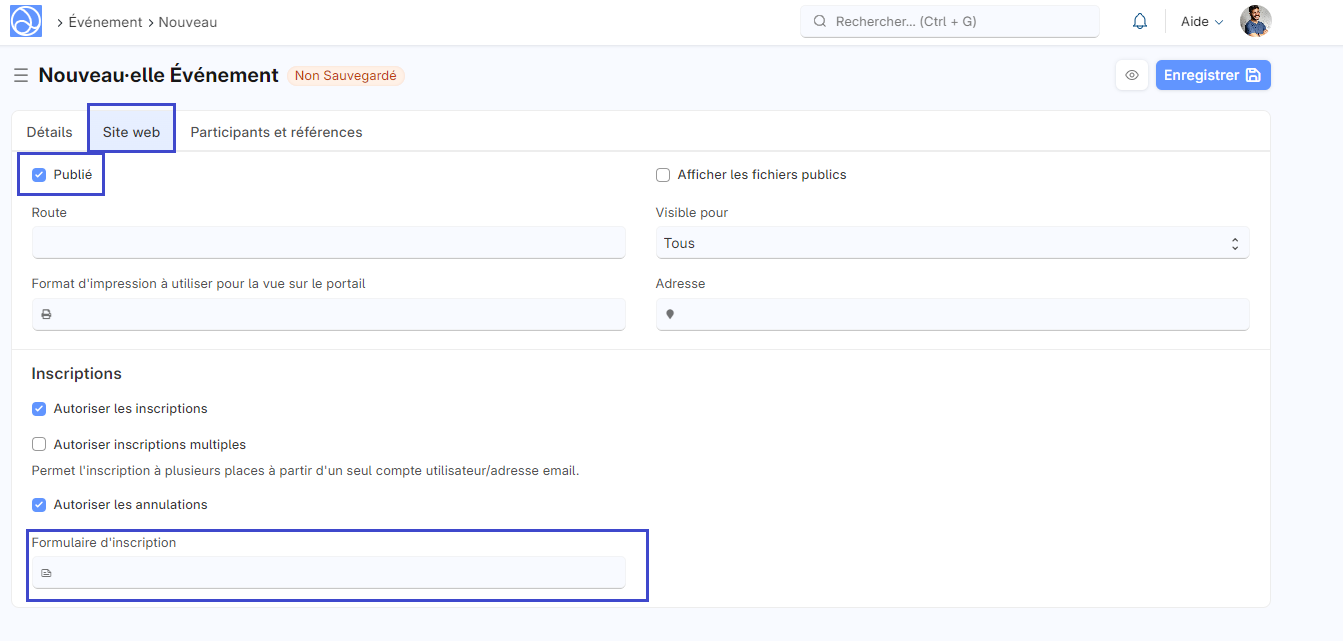 Événement
Nouveau
Rechercher... (Ctrl + G)
Aide
Nouveau·elle Événement
Non Sauvegardé
Enregistrer
Détails
Site web
Participants et références
Publié
Afficher les fichiers publics
Route
Visible pour
Tous
Format d'impression à utiliser pour la vue sur le portail
Adresse
Inscriptions
Autoriser les inscriptions
Autoriser inscriptions multiples
Permet l'inscription à plusieurs places à partir d'un seul compte utilisateur/adresse email.
Autoriser les annulations
Formulaire d'inscription